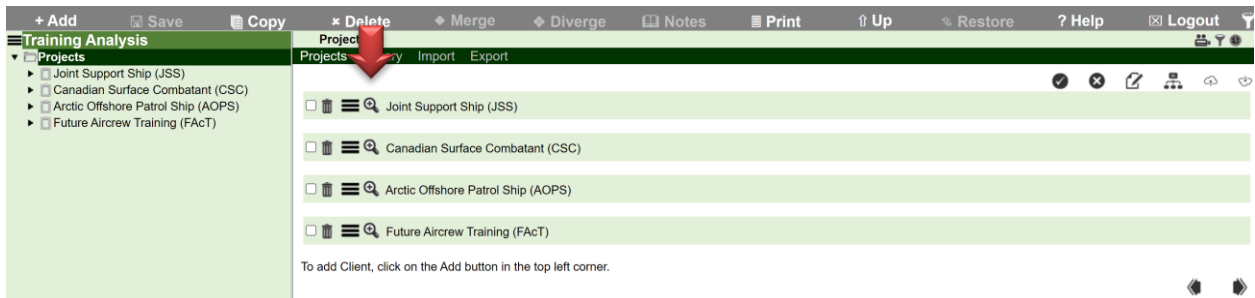 + Add Save Copy × Delete Merge Diverge Notes Print Up Restore ? Help Logout
Training Analysis
Project
Projects
Projects Import Export
Joint Support Ship (JSS)
Canadian Surface Combatant (CSC)
Arctic Offshore Patrol Ship (AOPS)
Future Aircrew Training (FAcT)
Joint Support Ship (JSS)
Canadian Surface Combatant (CSC)
Arctic Offshore Patrol Ship (AOPS)
Future Aircrew Training (FAcT)
To add Client, click on the Add button in the top left corner.